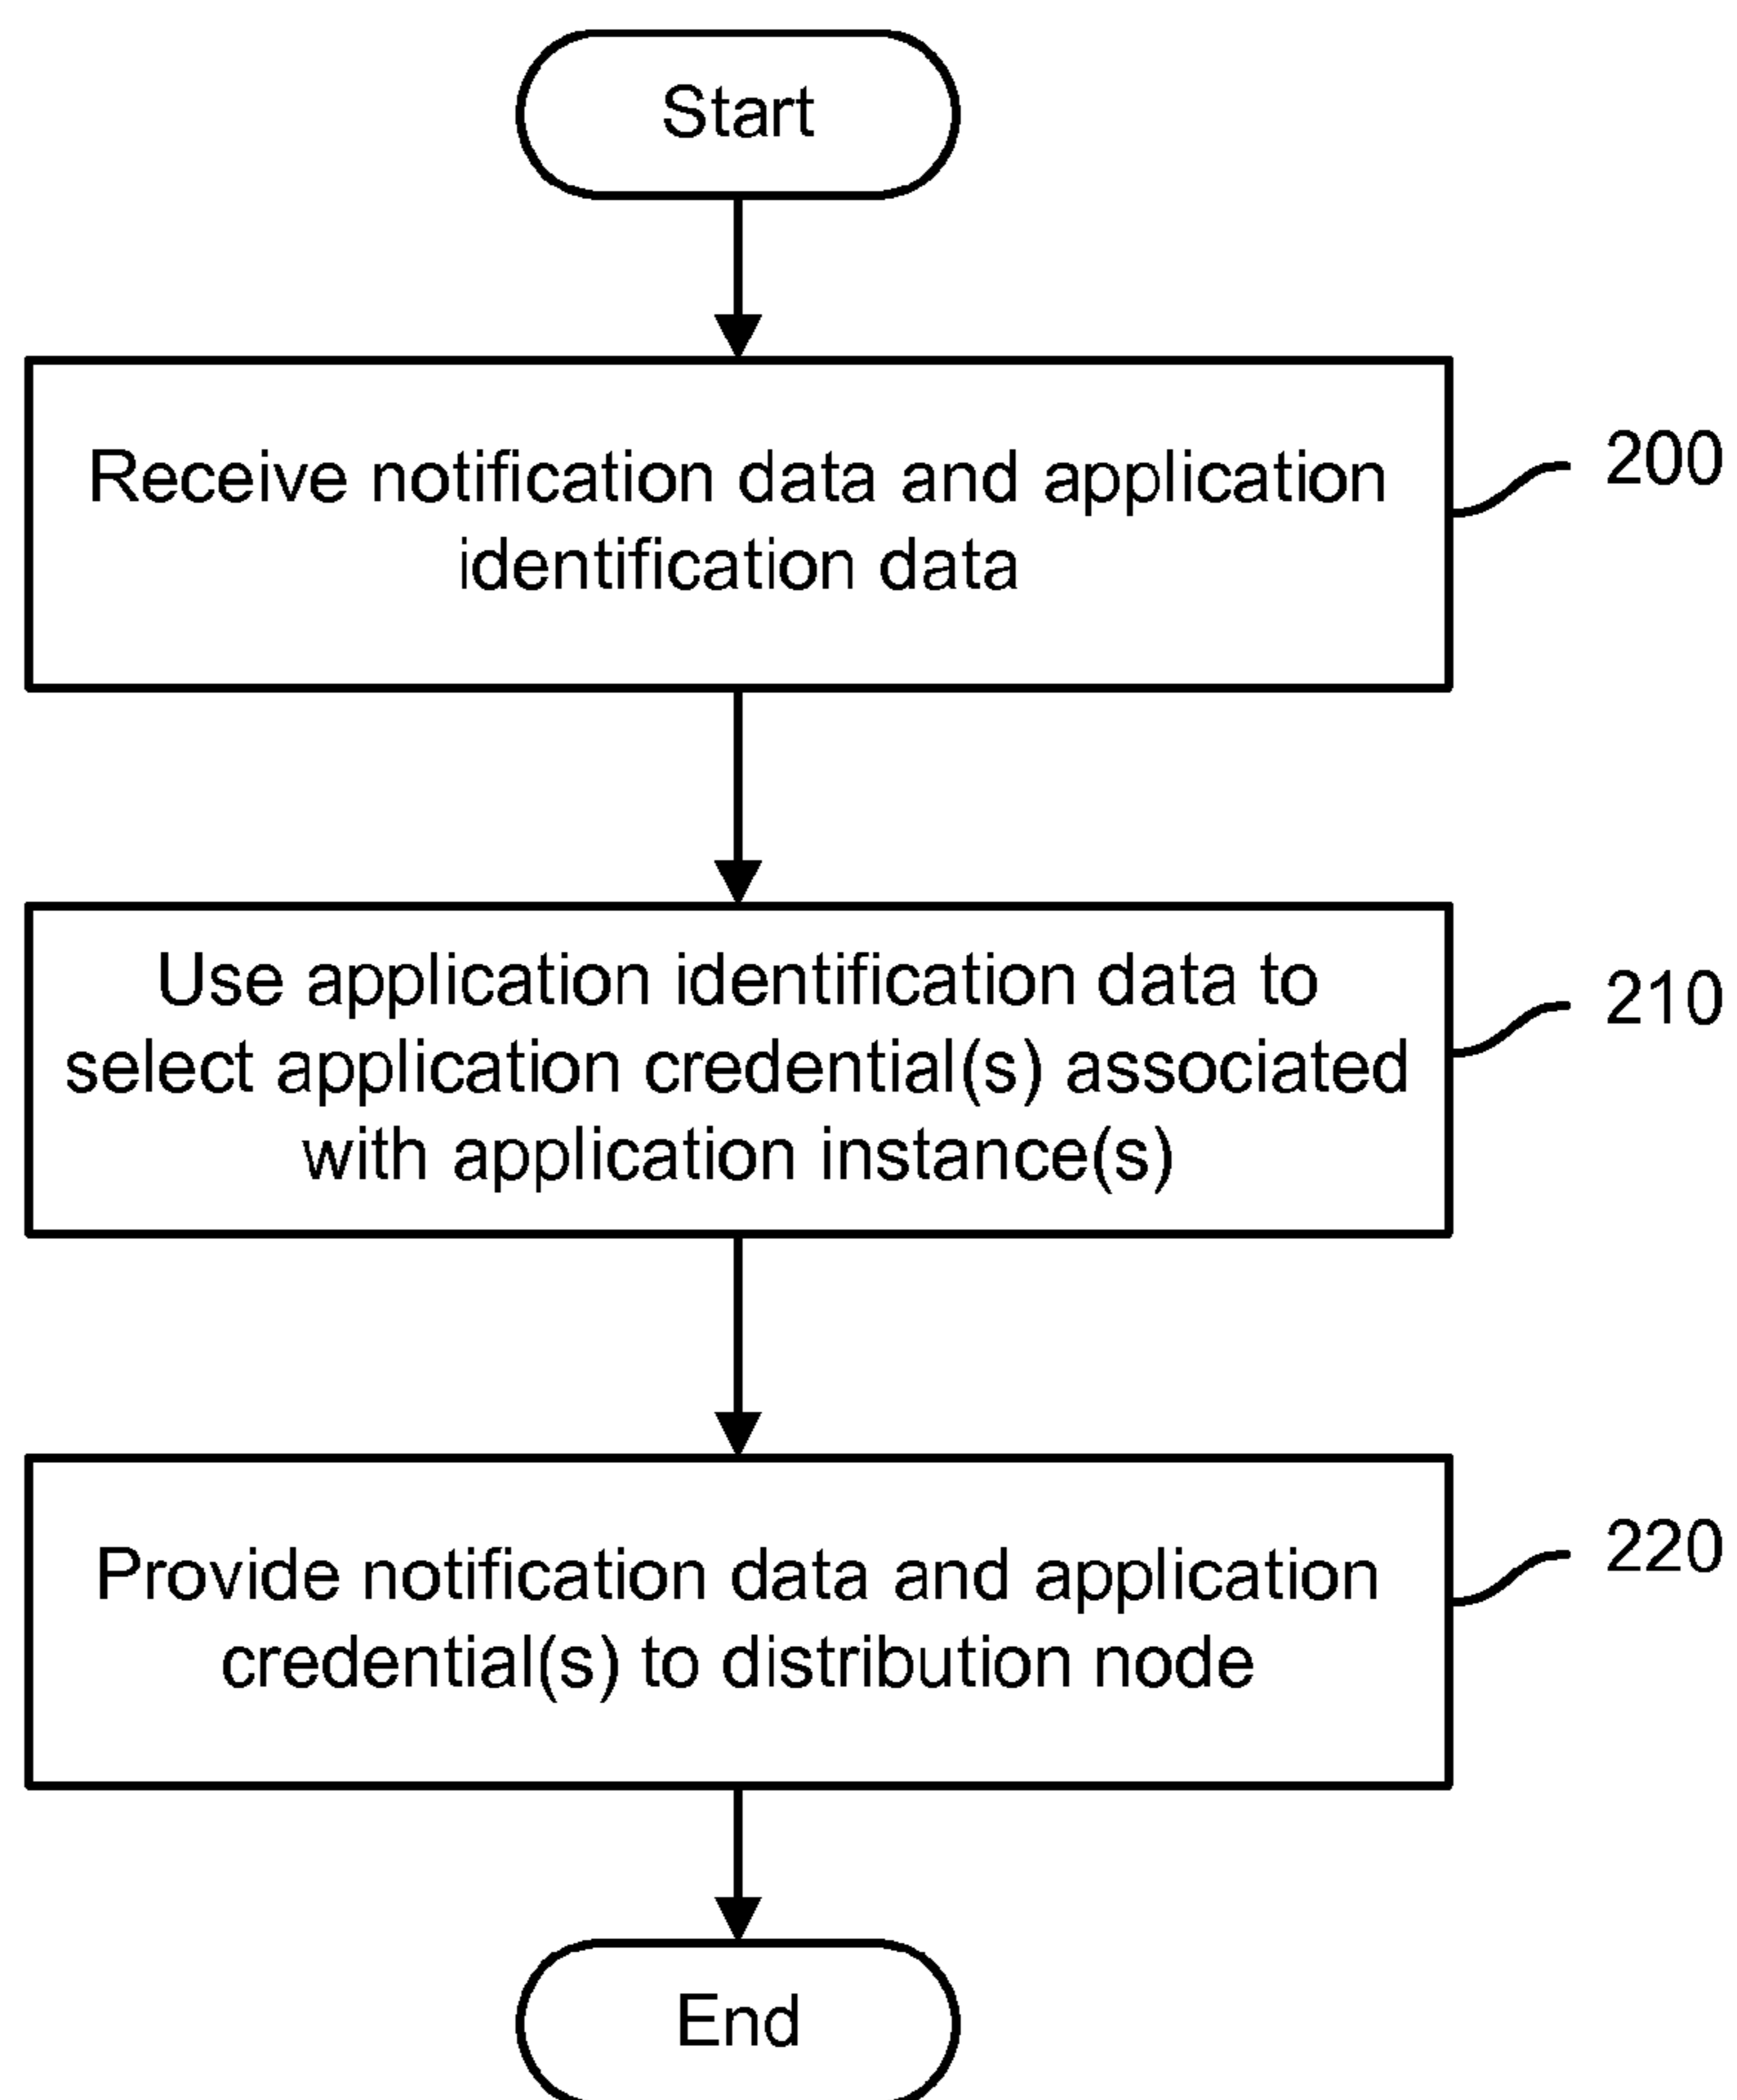 Start
Receive notification data and application
identification data
200
Use application identification data to
select application credential(s) associated
with application instance(s)
210
Provide notification data and application
credential(s) to distribution node
220
End